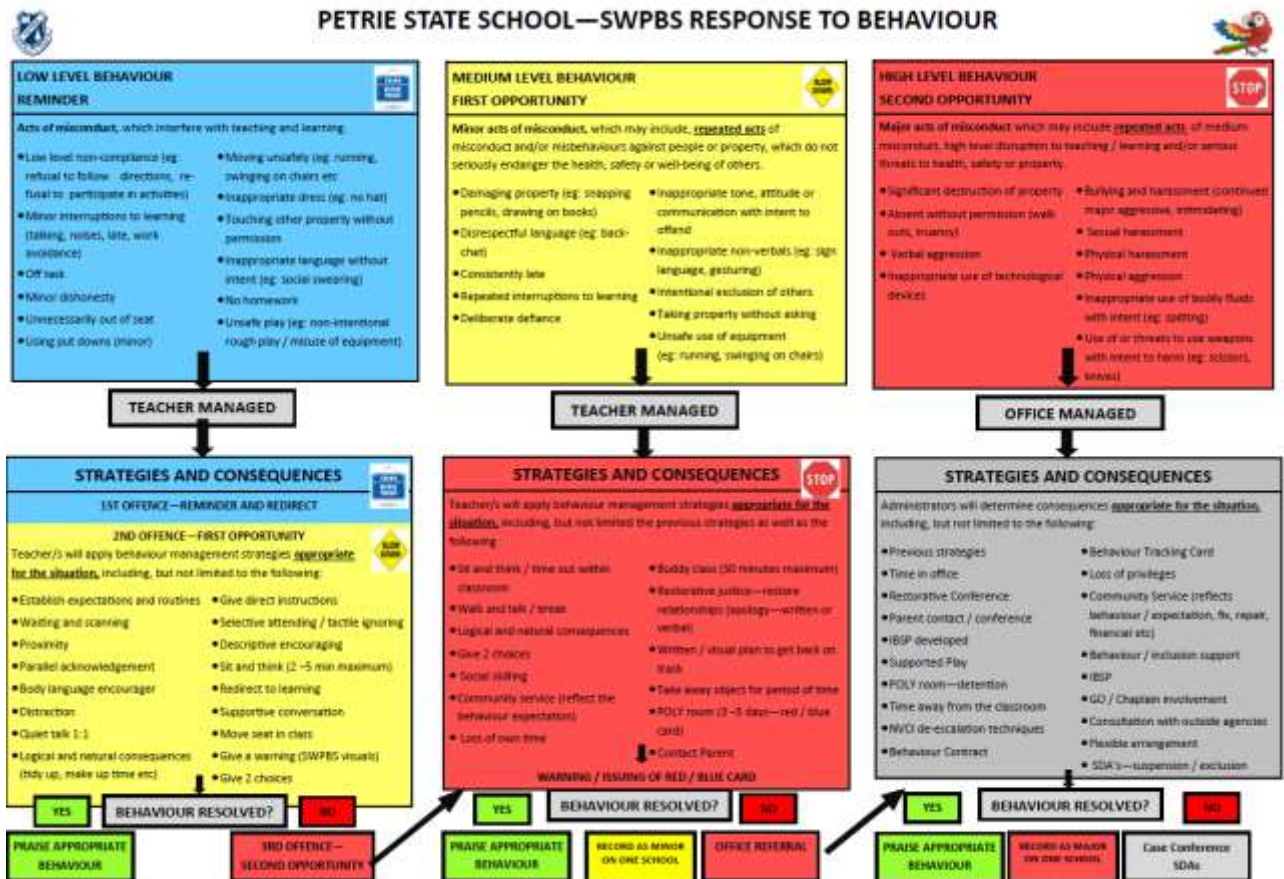 PETRIE STATE SCHOOL—SWPBS RESPONSE TO BEHAVIOUR
LOW LEVEL BEHAVIOUR
REMINDER
Acts of misconduct, which interfere with teaching and learning.
●Low level non-compliance (eg:
refusal to follow directions, re-
fusal to participate in activities)
●Minor interruptions to learning
(talking, noises, late, work
avoidance)
●Off task
●Minor dishonesty
●Unnecessarily out of seat
●Using put downs (minor)
●Moving unsafely (eg: running,
swinging on chairs etc
●Inappropriate dress (eg: no hat)
●Touching other property without
permission
●Inappropriate language without
intent (eg: social swearing)
●No homework
●Unsafe play (eg: non-intentional
rough play / misuse of equipment)
TEACHER MANAGED
STRATEGIES AND CONSEQUENCES
1ST OFFENCE—REMINDER AND REDIRECT
2ND OFFENCE—FIRST OPPORTUNITY
SLOW
DOWN
Teacher/s will apply behaviour management strategies appropriate
for the situation, including, but not limited to the following:
●Establish expectations and routines
●Waiting and scanning
●Proximity
●Parallel acknowledgement
●Body language encourager
●Distraction
●Quiet talk 1:1
●Logical and natural consequences
(tidy up, make up time etc)
●Give direct instructions
●Selective attending / tactile ignoring
●Descriptive encouraging
●Sit and think (2 –5 min maximum)
●Redirect to learning
●Supportive conversation
●Move seat in class
●Give a warning (SWPBS visuals)
●Give 2 choices
YES
BEHAVIOUR RESOLVED?
NO
PRAISE APPROPRIATE
BEHAVIOUR
3RD OFFENCE—
SECOND OPPORTUNITY
MEDIUM LEVEL BEHAVIOUR
FIRST OPPORTUNITY
SLOW
DOWN
Minor acts of misconduct, which may include, repeated acts of
misconduct and/or misbehaviours against people or property, which do not
seriously endanger the health, safety or well-being of others.
●Damaging property (eg: snapping
pencils, drawing on books)
●Disrespectful language (eg: back-
chat)
●Consistently late
●Repeated interruptions to learning
●Deliberate defiance
●Inappropriate tone, attitude or
communication with intent to
offend
●Inappropriate non-verbals (eg: sign
language, gesturing)
●Intentional exclusion of others
●Taking property without asking
●Unsafe use of equipment
(eg: running, swinging on chairs)
TEACHER MANAGED
STRATEGIES AND CONSEQUENCES
STOP
Teacher/s will apply behaviour management strategies appropriate for the
situation, including, but not limited the previous strategies as well as the
following:
●Sit and think / time out within
classroom
●Walk and talk / break
●Logical and natural consequences
●Give 2 choices
● Social skilling
●Community service (reflect the
behaviour expectation)
● Loss of own time
●Buddy class (30 minutes maximum)
●Restorative justice—restore
relationships (apology—written or
verbal)
●Written / visual plan to get back on
track
●Take away object for period of time
●POLY room (3 –5 days—red / blue
card)
●Contact Parent
WARNING / ISSUING OF RED / BLUE CARD
YES
BEHAVIOUR RESOLVED?
NO
PRAISE APPROPRIATE
BEHAVIOUR
RECORD AS MINOR
ON ONE SCHOOL
OFFICE REFERRAL
HIGH LEVEL BEHAVIOUR
SECOND OPPORTUNITY
STOP
Major acts of misconduct which may include repeated acts of medium
misconduct, high level disruption to teaching / learning and/or serious
threats to health, safety or property.
●Significant destruction of property
●Absent without permission (walk
outs, truancy)
● Verbal aggression
●Inappropriate use of technological
devices
●Bullying and harassment (continued
major aggressive, intimidating)
● Sexual harassment
●Physical harassment
●Physical aggression
●Inappropriate use of bodily fluids
with intent (eg: spitting)
●Use of or threats to use weapons
with intent to harm (eg: scissors,
knives)
OFFICE MANAGED
STRATEGIES AND CONSEQUENCES
Administrators will determine consequences appropriate for the situation,
including, but not limited to the following:
●Previous strategies
●Time in office
●Restorative Conference
●Parent contact / conference
●IBSP developed
●Supported Play
●POLY room—detention
●Time away from the classroom
●NVCI de-escalation techniques
●Behaviour Contract
●Behaviour Tracking Card
●Loss of privileges
●Community Service (reflects
behaviour / expectation, fix, repair,
financial etc)
●Behaviour / inclusion support
●IBSP
●GO / Chaplain involvement
●Consultation with outside agencies
●Flexible arrangement
● SDA's—suspension / exclusion
YES
BEHAVIOUR RESOLVED?
NO
PRAISE APPROPRIATE
BEHAVIOUR
RECORD AS MAJOR
ON ONE SCHOOL
Case Conference
SDAs